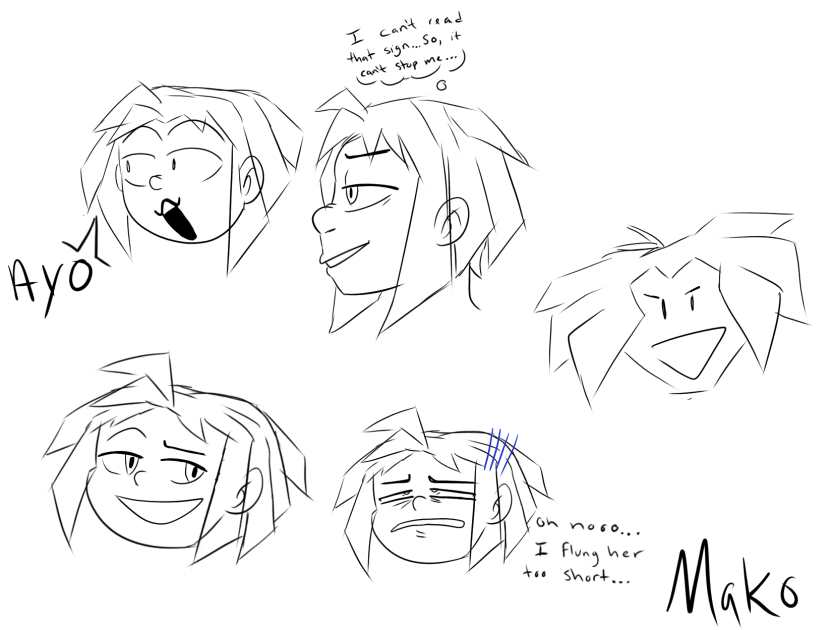 I can't read
that sign...So, it
can't stop me...
AYO
oh nooo...
I flung her
too short...
Mako